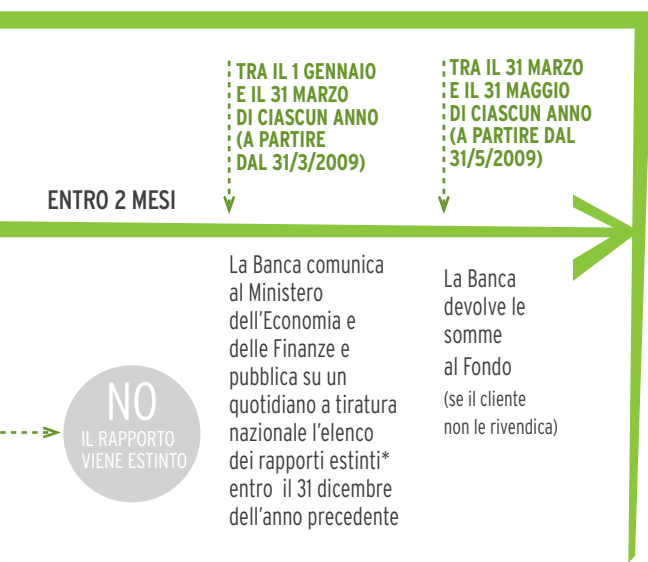 TRA IL 1 GENNAIO
E IL 31 MARZO
DI CIASCUN ANNO
(A PARTIRE
DAL 31/3/2009)
TRA IL 31 MARZO
E IL 31 MAGGIO
DI CIASCUN ANNO
(A PARTIRE DAL
31/5/2009)
ENTRO 2 MESI
La Banca comunica
al Ministero
dell'Economia e
delle Finanze e
pubblica su un
quotidiano a tiratura
nazionale l'elenco
dei rapporti estinti*
entro il 31 dicembre
dell'anno precedente
La Banca
devolve le
somme
al Fondo
(se il cliente
non le rivendica)
NO
IL RAPPORTO
VIENE ESTINTO